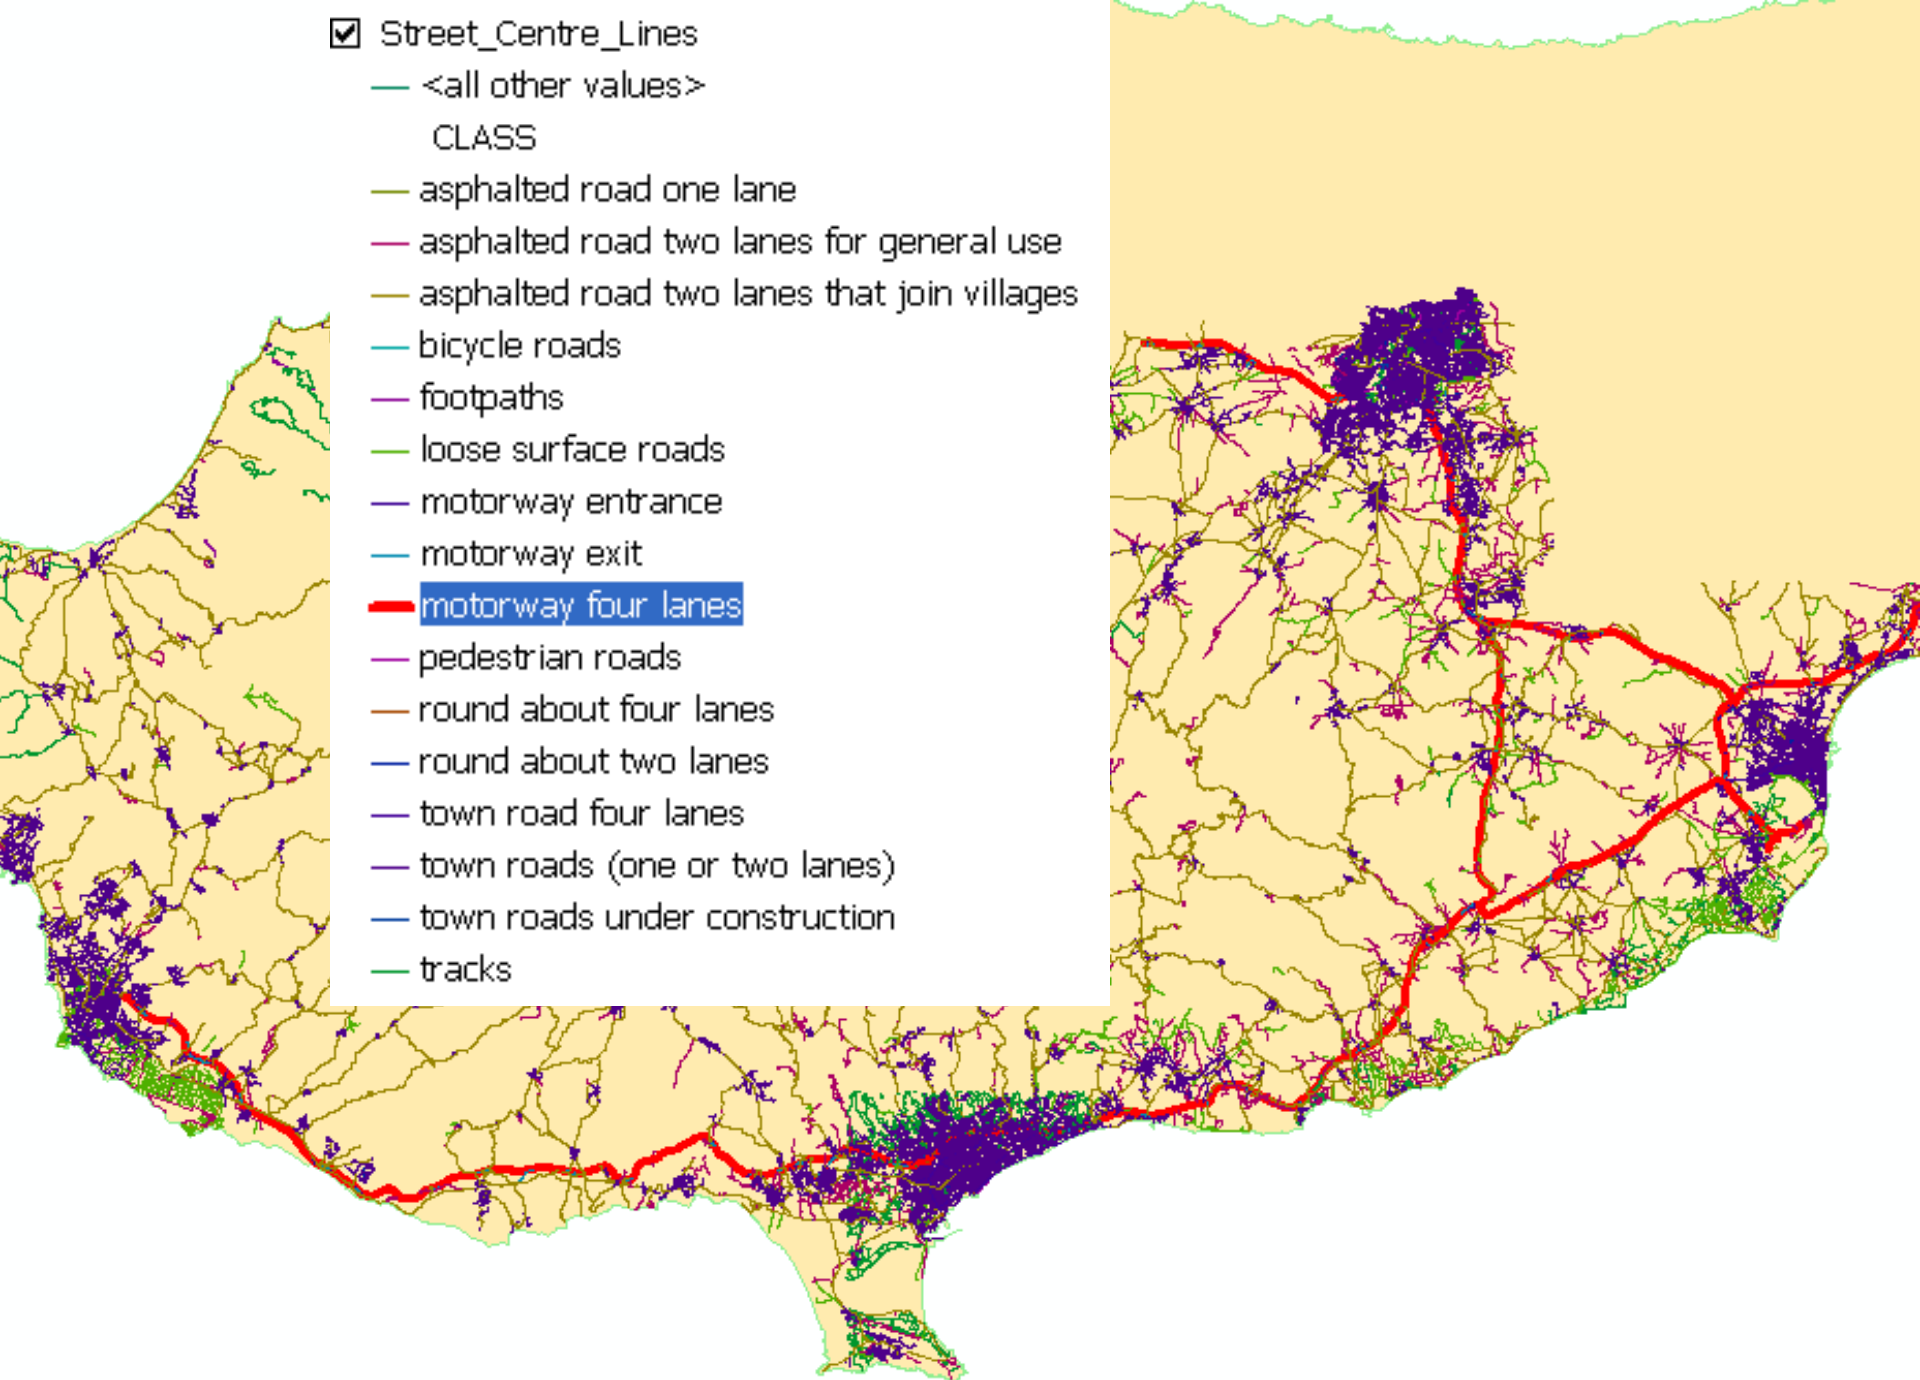 Street_Centre_Lines
<all other values>
CLASS
asphalted road one lane
asphalted road two lanes for general use
asphalted road two lanes that join villages
bicycle roads
footpaths
loose surface roads
motorway entrance
motorway exit
motorway four lanes
pedestrian roads
round about four lanes
round about two lanes
town road four lanes
town roads (one or two lanes)
town roads under construction
tracks